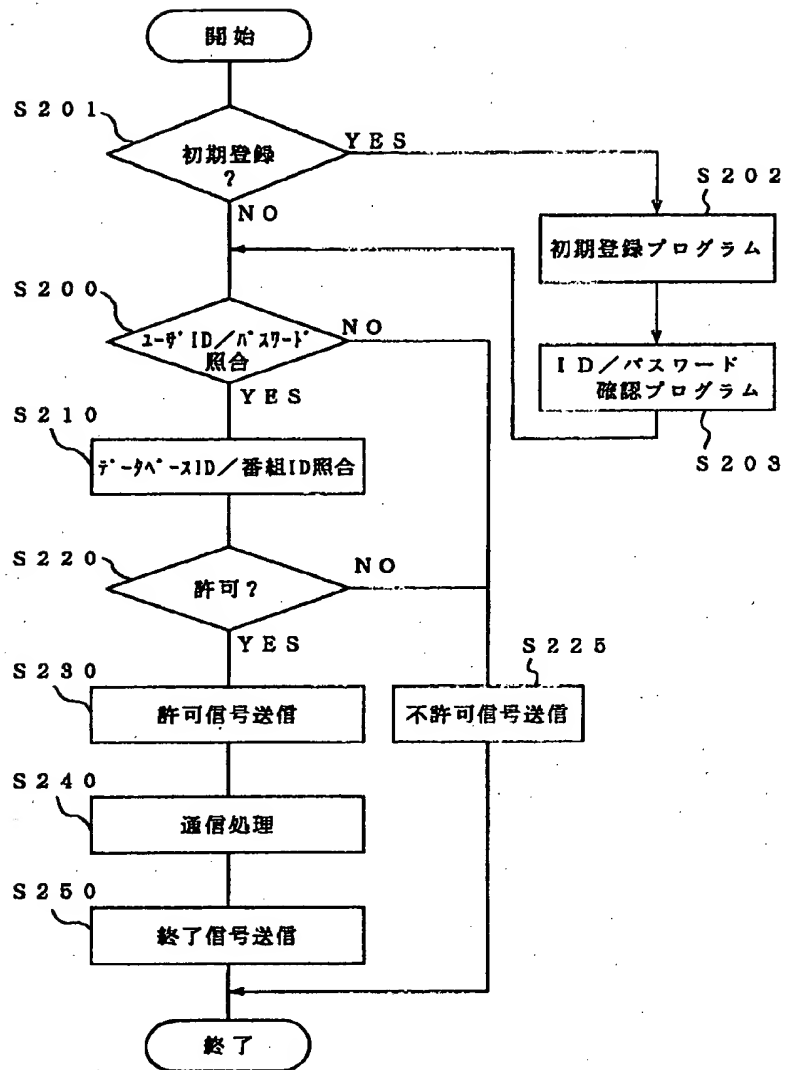 開始
S201
初期登録
?
YES
NO
S202
初期登録プログラム
S200
ﾕｰｻﾞID／ﾊﾟｽﾜｰﾄﾞ
照合
NO
YES
ID／パスワード
確認プログラム
S203
S210
ﾃﾞｰﾀﾍﾞｰｽID／番組ID照合
S220
許可？
NO
YES
S225
S230
許可信号送信
不許可信号送信
S240
通信処理
S250
終了信号送信
終了